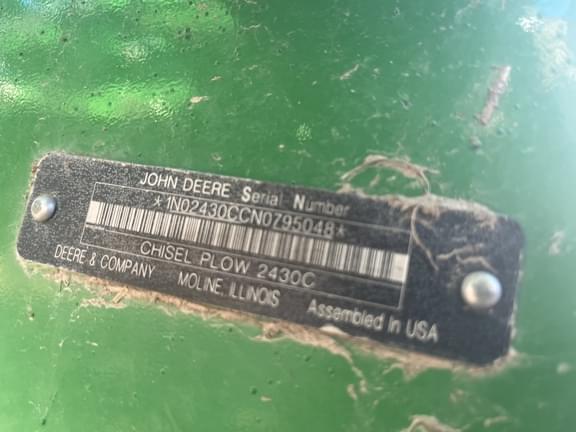 JOHN DEERE Serial Number
*1N02430CCN0795048*
CHISEL PLOW 2430C
DEERE & COMPANY MOLINE, ILLINOIS Assembled in USA